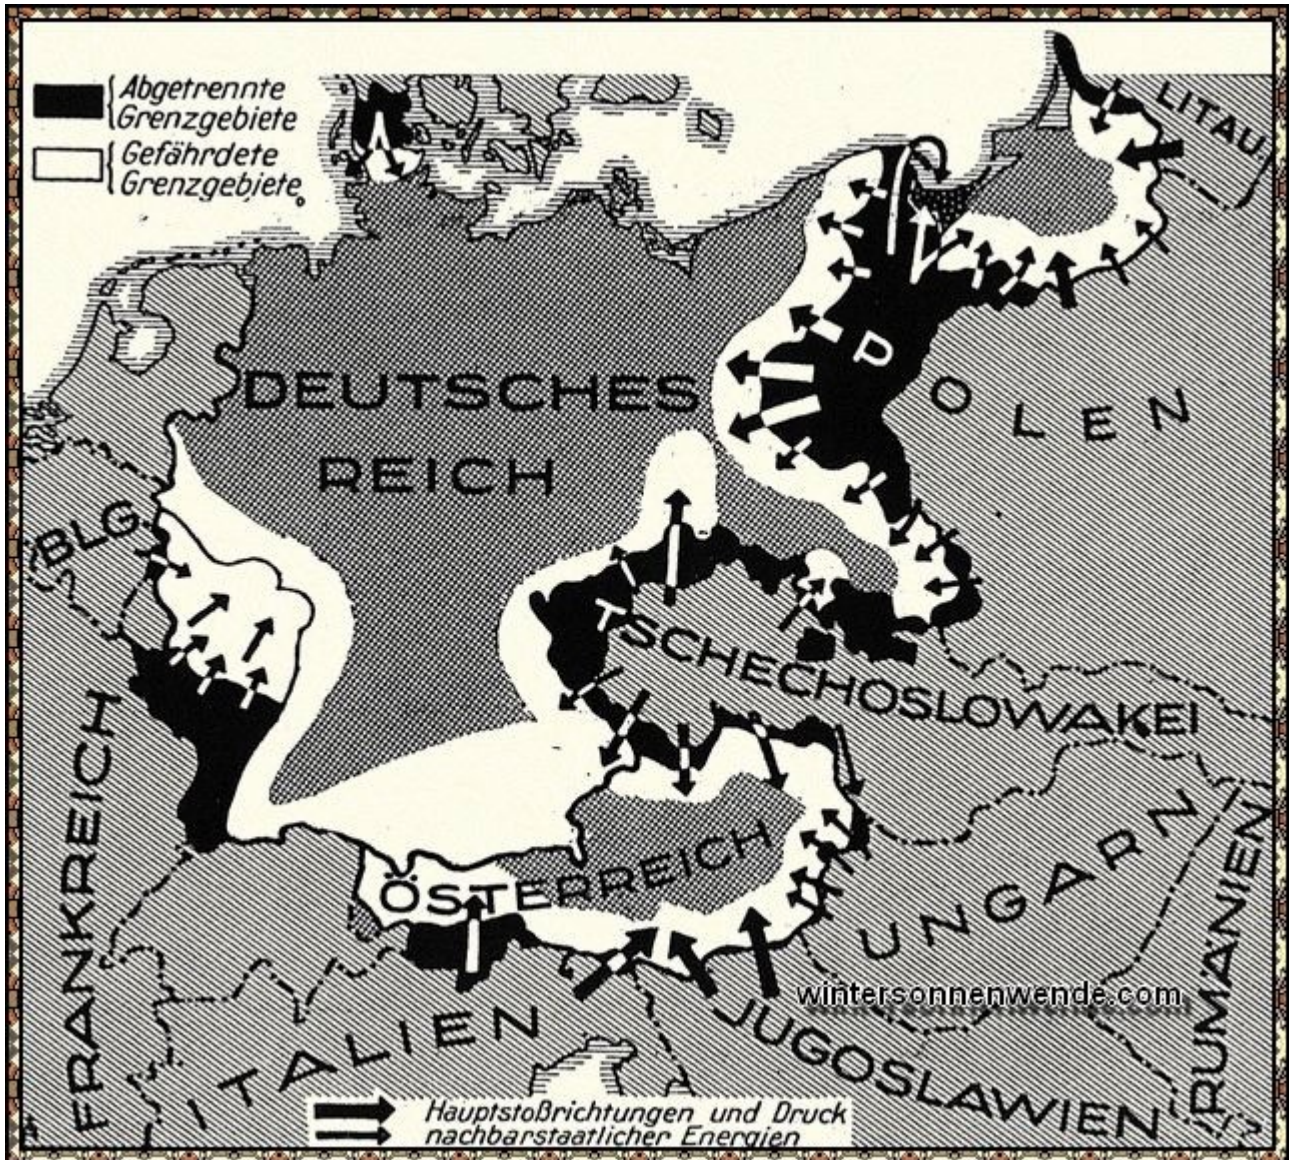 Abgetrennte
Grenzgebiete
Gefährdete
Grenzgebiete
LITAU
DEUTSCHES
REICH
POLEN
BLG.
TSCHECHOSLOWAKEI
FRANKREICH
ÖSTERREICH
UNGARN
RUMÄNIEN
wintersonnenwende.com
ITALIEN
JUGOSLAWIEN
Hauptstoßrichtungen und Druck
nachbarstaatlicher Energien